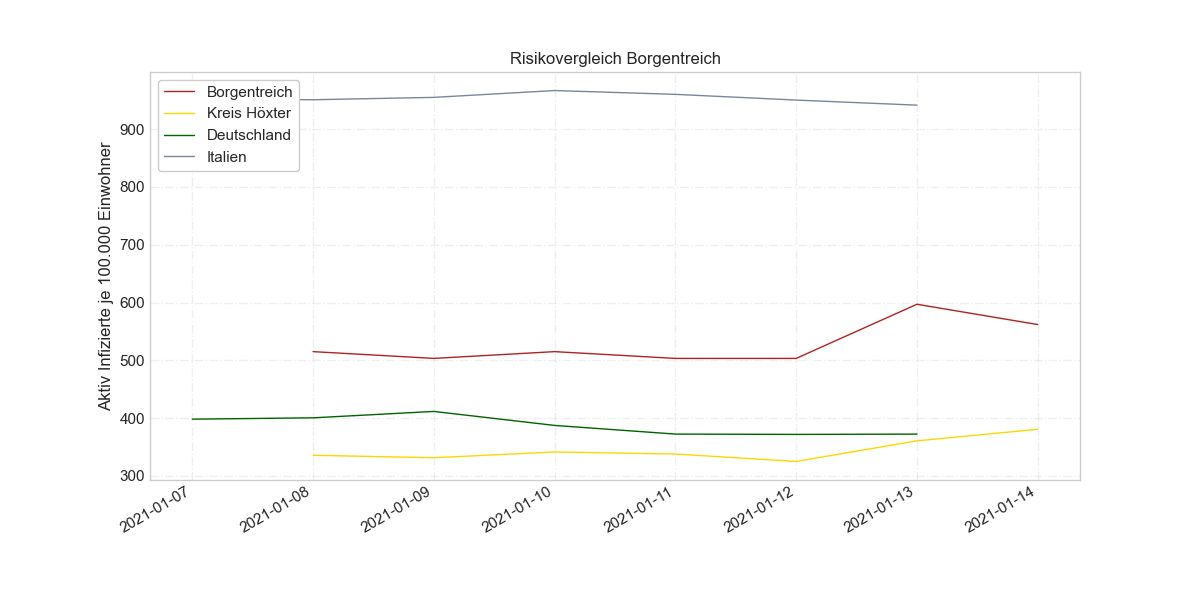 Risikovergleich Borgentreich
Borgentreich
Kreis Höxter
Deutschland
Italien
Aktiv Infizierte je 100.000 Einwohner
900
800
700
600
500
400
300
2021-01-07
2021-01-08
2021-01-09
2021-01-10
2021-01-11
2021-01-12
2021-01-13
2021-01-14